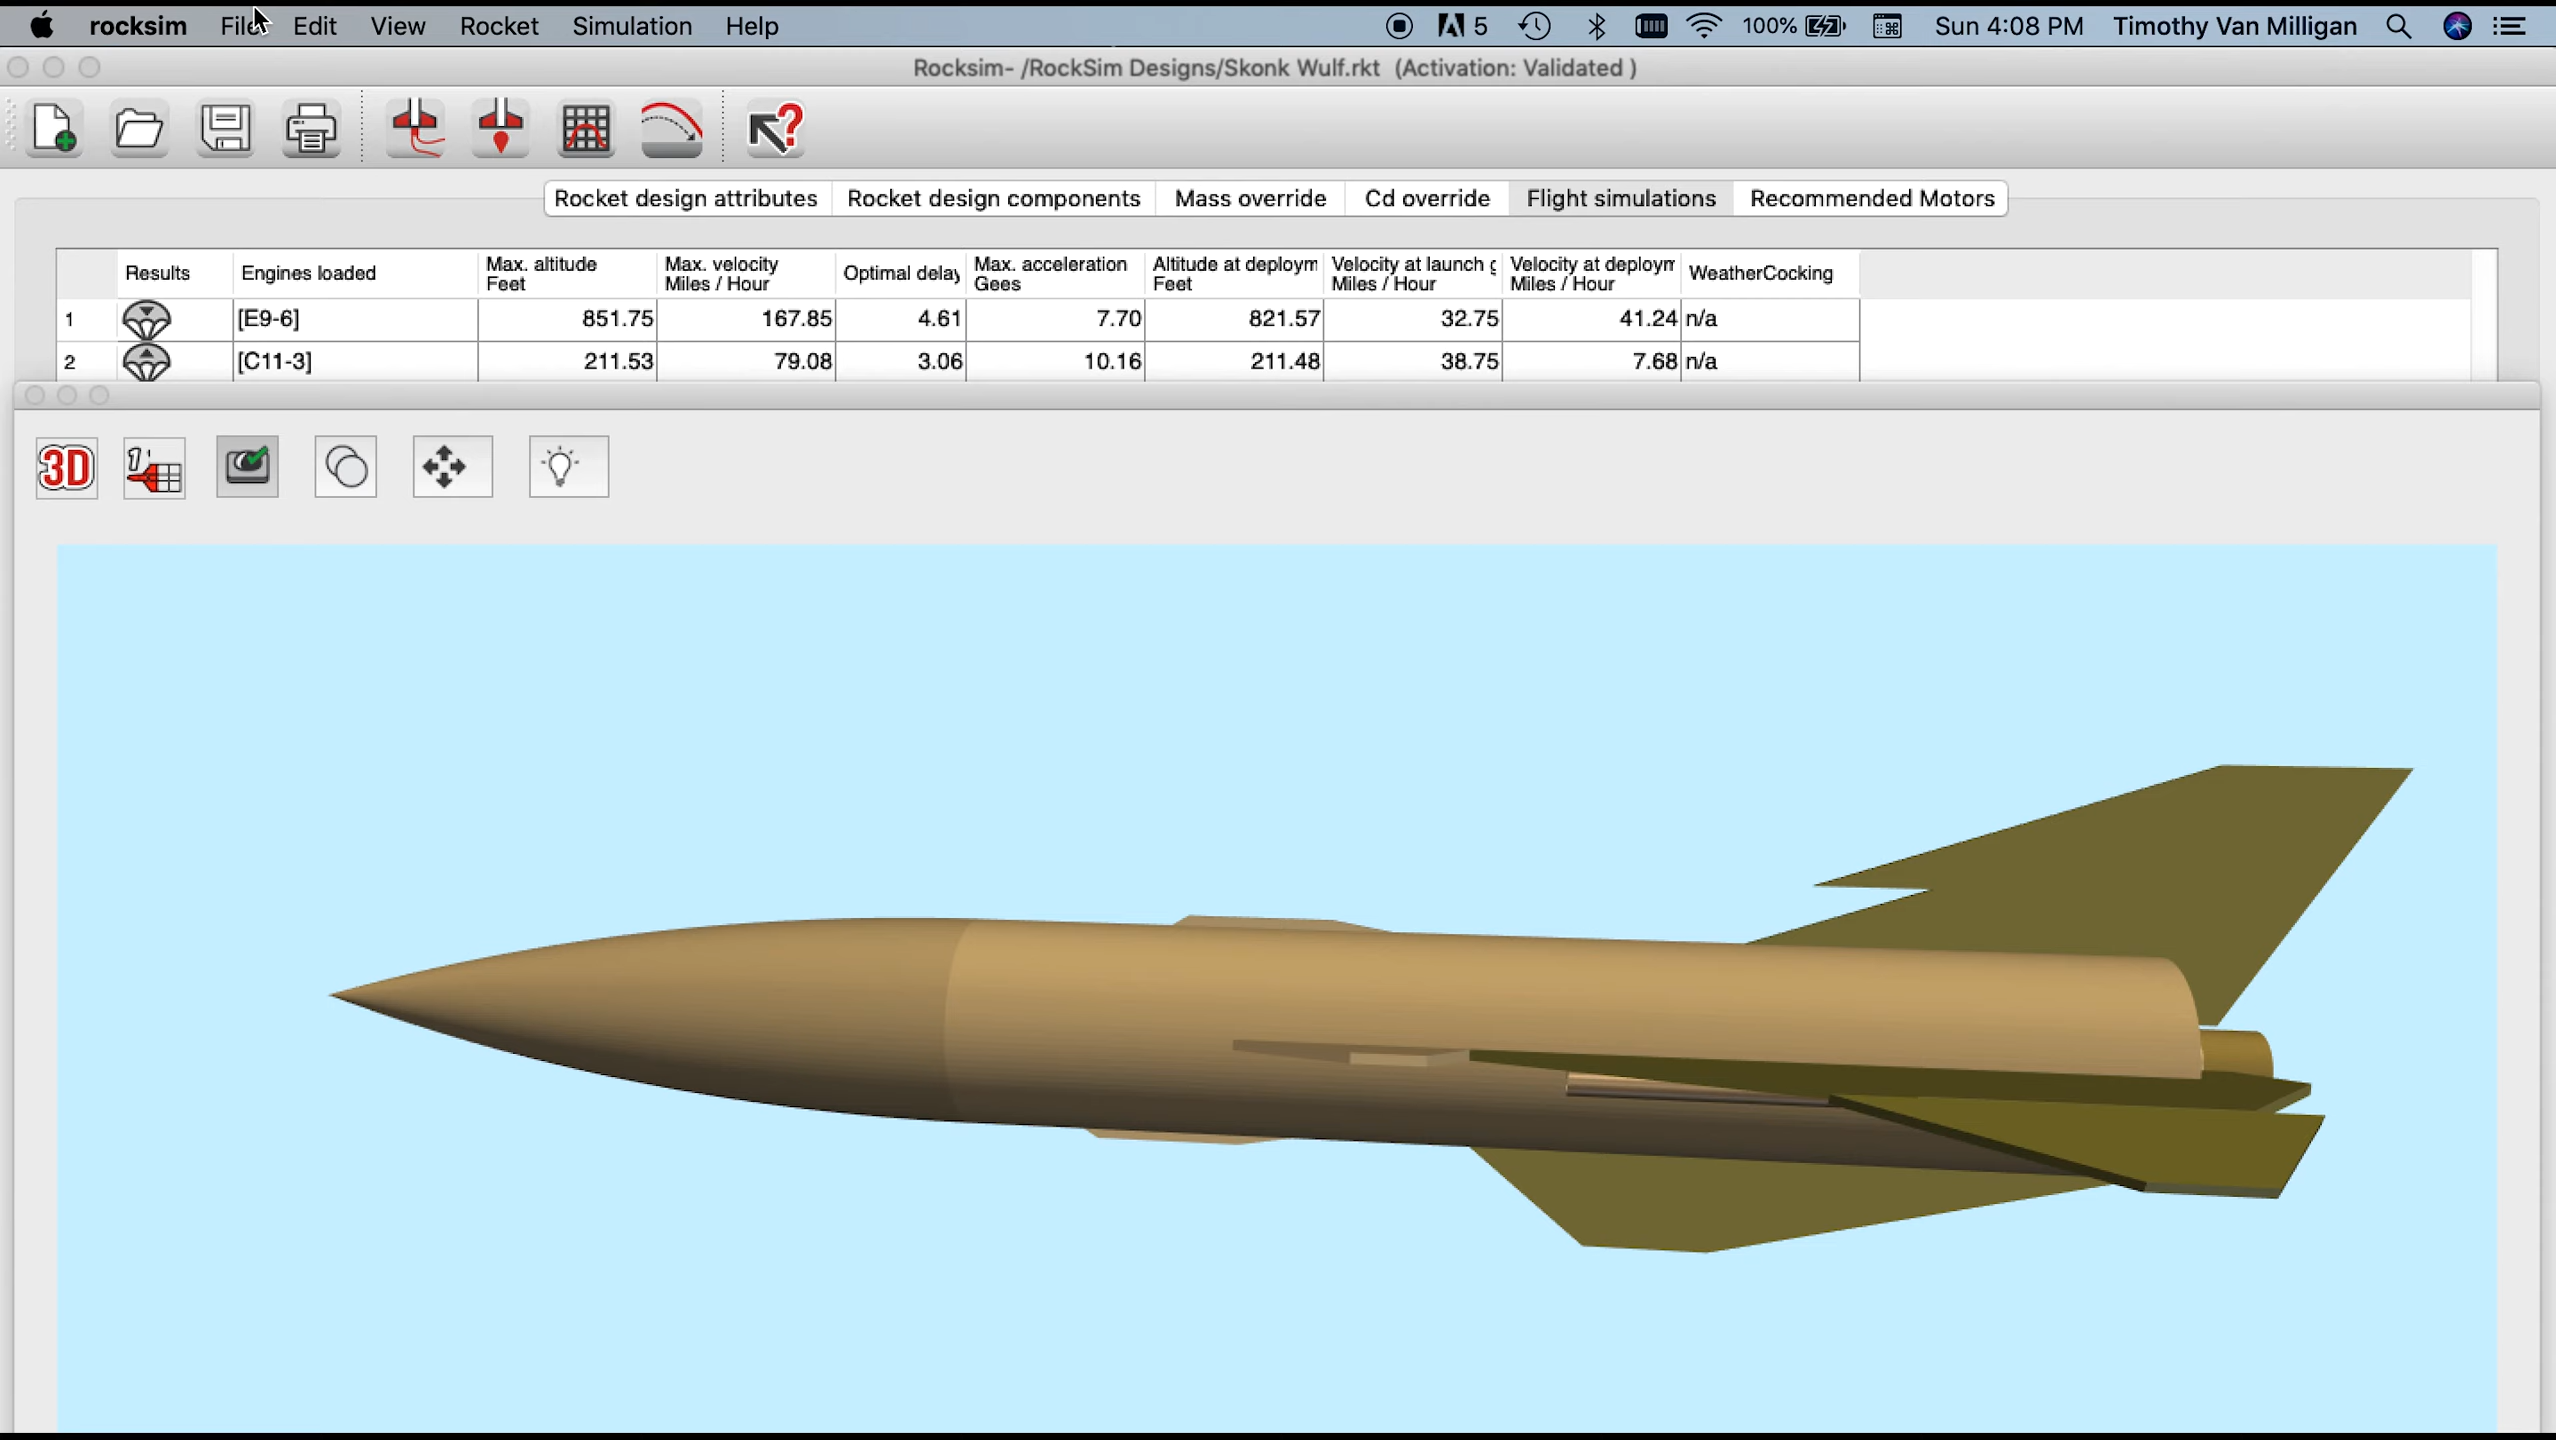 rocksim File Edit View Rocket Simulation Help 5 100% Sun 4:08 PM Timothy Van Milligan
Rocksim- /RockSim Designs/Skonk Wulf.rkt (Activation: Validated )
?
Rocket design attributes Rocket design components Mass override Cd override Flight simulations Recommended Motors
Results Engines loaded Max. altitude Feet Max. velocity Miles / Hour Optimal delay Max. acceleration Gees Altitude at deploym Feet Velocity at launch g Miles / Hour Velocity at deploym Miles / Hour WeatherCocking
1 [E9-6] 851.75 167.85 4.61 7.70 821.57 32.75 41.24 n/a
2 [C11-3] 211.53 79.08 3.06 10.16 211.48 38.75 7.68 n/a
3D 1'